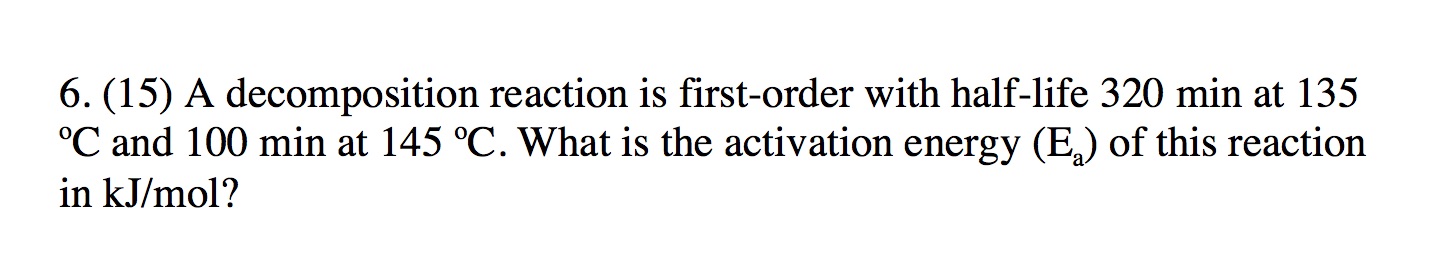 6. (15) A decomposition reaction is first-order with half-life 320 min at 135
ºC and 100 min at 145 ºC. What is the activation energy (Eₐ) of this reaction
in kJ/mol?